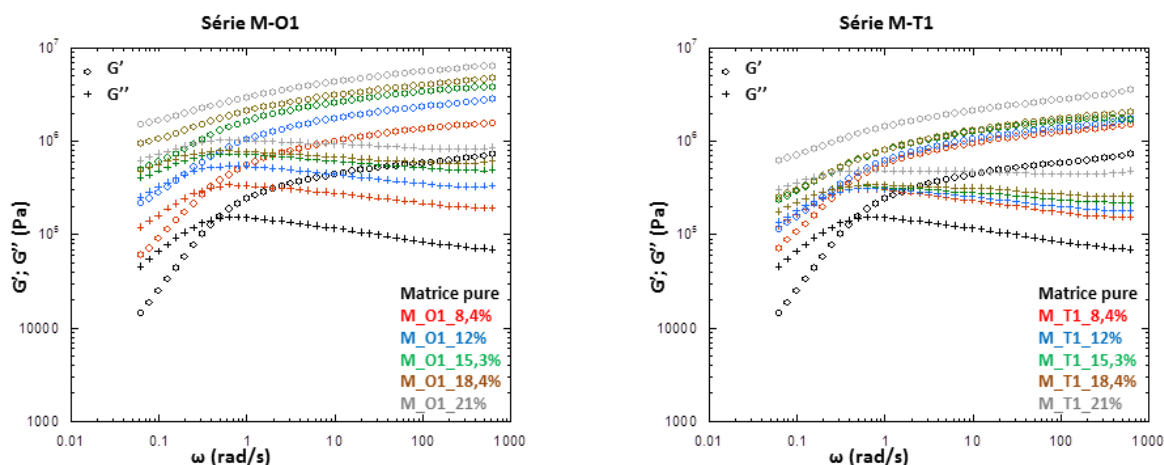 Série M-O1
10⁷
G'
G''
10⁶
10⁵
10000
1000
G'; G'' (Pa)
Matrice pure
M_O1_8,4%
M_O1_12%
M_O1_15,3%
M_O1_18,4%
M_O1_21%
0.01 0.1 1 10 100 1000
ω (rad/s)
Série M-T1
10⁷
G'
G''
10⁶
10⁵
10000
1000
G'; G'' (Pa)
Matrice pure
M_T1_8,4%
M_T1_12%
M_T1_15,3%
M_T1_18,4%
M_T1_21%
0.01 0.1 1 10 100 1000
ω (rad/s)